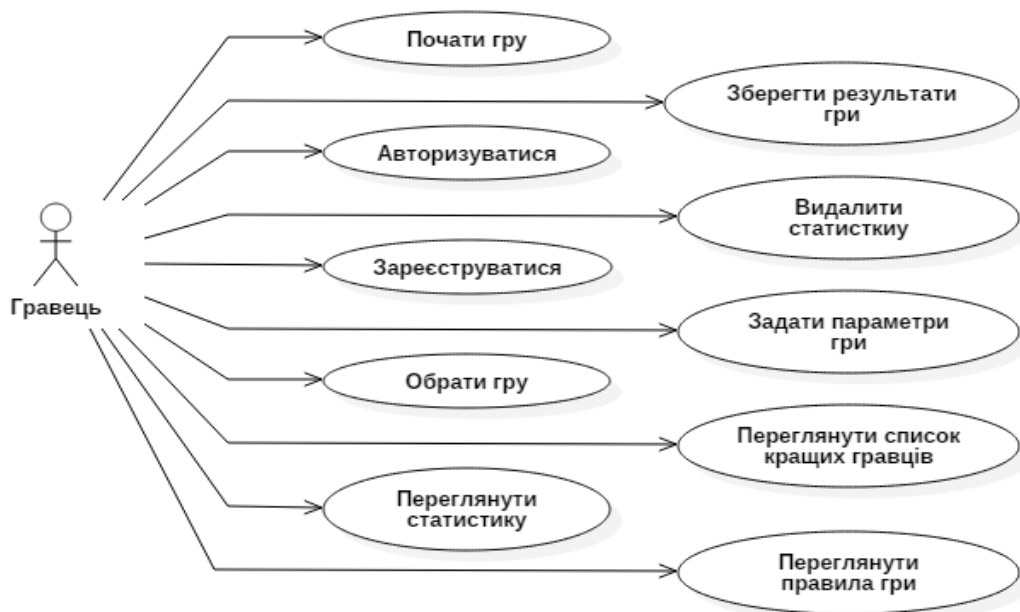 Почати гру
Зберегти результати
гри
Авторизуватися
Видалити
статисткиу
Зареєструватися
Гравець
Задати параметри
гри
Обрати гру
Переглянути список
кращих гравців
Переглянути
статистику
Переглянути
правила гри